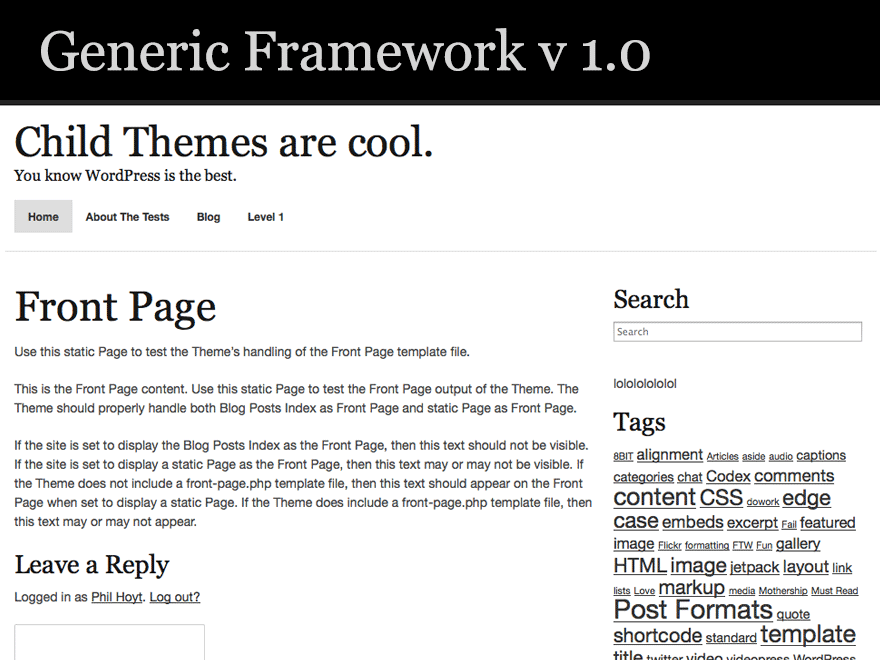 Generic Framework v 1.0
Child Themes are cool.
You know WordPress is the best.
Home About The Tests Blog Level 1
Front Page
Use this static Page to test the Theme's handling of the Front Page template file.
This is the Front Page content. Use this static Page to test the Front Page output of the Theme. The
Theme should properly handle both Blog Posts Index as Front Page and static Page as Front Page.
If the site is set to display the Blog Posts Index as the Front Page, then this text should not be visible.
If the site is set to display a static Page as the Front Page, then this text may or may not be visible. If
the Theme does not include a front-page.php template file, then this text should appear on the Front
Page when set to display a static Page. If the Theme does include a front-page.php template file, then
this text may or may not appear.
Leave a Reply
Logged in as Phil Hoyt. Log out?
Search
Search
lolololololol
Tags
8BIT alignment Articles aside audio captions
categories chat Codex comments
content CSS dowork edge
case embeds excerpt Fail featured
image Flickr formatting FTW Fun gallery
HTML image jetpack layout link
lists Love markup media Mothership Must Read
Post Formats quote
shortcode standard template
title twitter video videopress WordPress